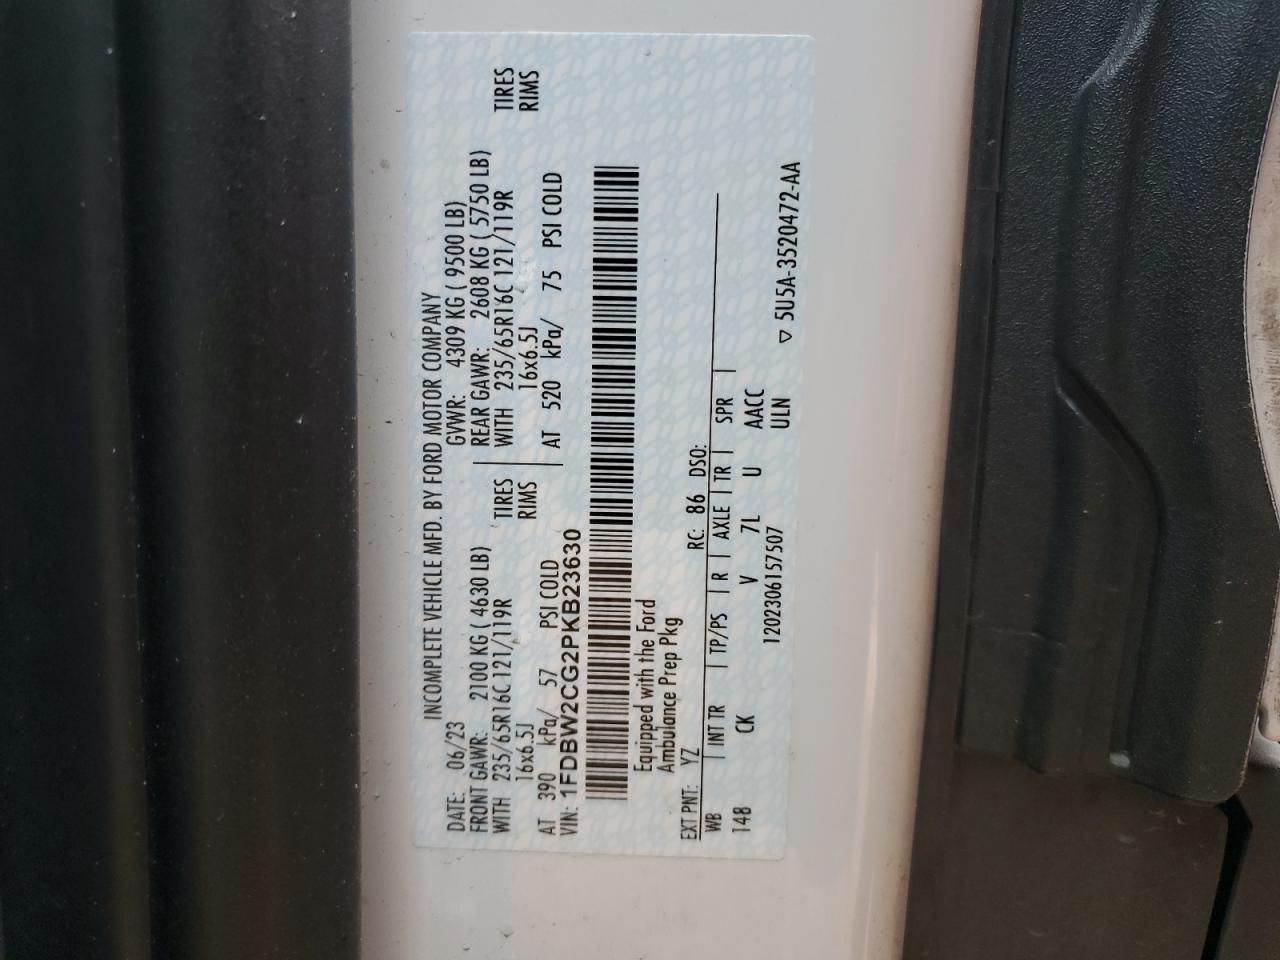 INCOMPLETE VEHICLE MFD. BY FORD MOTOR COMPANY
DATE: 06/23 GVWR: 4309 KG ( 9500 LB)
FRONT GAWR: 2100 KG ( 4630 LB) REAR GAWR: 2608 KG ( 5750 LB)
WITH 235/65R16C 121/119R TIRES WITH 235/65R16C 121/119R TIRES
16x6.5J RIMS 16x6.5J RIMS
AT 390 kPa/ 57 PSI COLD AT 520 kPa/ 75 PSI COLD
VIN: 1FDBW2CG2PKB23630
Equipped with the Ford
Ambulance Prep Pkg
EXT PNT: YZ RC: 86 DSO:
WB | INT TR | TP/PS | R | AXLE | TR | SPR |
148 CK V 7L U AACC
1202306157507 ULN
▽ 5U5A-3520472-AA